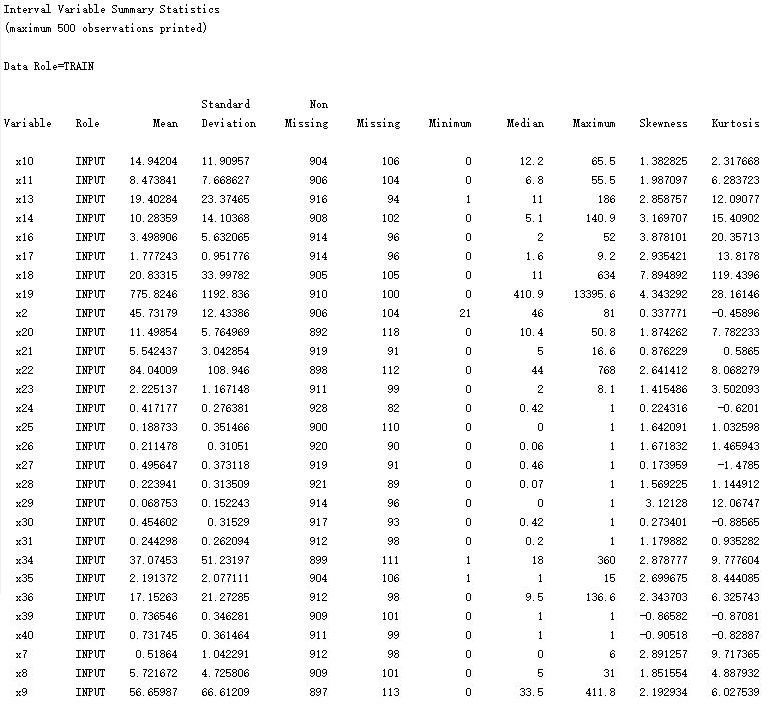 Interval Variable Summary Statistics
(maximum 500 observations printed)
Data Role=TRAIN
Standard Non
Variable Role Mean Deviation Missing Missing Minimum Median Maximum Skewness Kurtosis
x10 INPUT 14.94204 11.90957 904 106 0 12.2 65.5 1.382825 2.317668
x11 INPUT 8.473841 7.668627 906 104 0 6.8 55.5 1.987097 6.283723
x13 INPUT 19.40284 23.37465 916 94 1 11 186 2.858757 12.09077
x14 INPUT 10.28359 14.10368 908 102 0 5.1 140.9 3.169707 15.40902
x16 INPUT 3.498906 5.632065 914 96 0 2 52 3.878101 20.35713
x17 INPUT 1.777243 0.951776 914 96 0 1.6 9.2 2.935421 13.8178
x18 INPUT 20.83315 33.99782 905 105 0 11 634 7.894892 119.4396
x19 INPUT 775.8246 1192.836 910 100 0 410.9 13395.6 4.343292 28.16146
x2 INPUT 45.73179 12.43386 906 104 21 46 81 0.337771 -0.45896
x20 INPUT 11.49854 5.764969 892 118 0 10.4 50.8 1.874262 7.782233
x21 INPUT 5.542437 3.042854 919 91 0 5 16.6 0.876229 0.5865
x22 INPUT 84.04009 108.946 898 112 0 44 768 2.641412 8.068279
x23 INPUT 2.225137 1.167148 911 99 0 2 8.1 1.415486 3.502093
x24 INPUT 0.417177 0.276381 928 82 0 0.42 1 0.224316 -0.6201
x25 INPUT 0.188733 0.351466 900 110 0 0 1 1.642091 1.032598
x26 INPUT 0.211478 0.31051 920 90 0 0.06 1 1.671832 1.465943
x27 INPUT 0.495647 0.373118 919 91 0 0.46 1 0.173959 -1.4785
x28 INPUT 0.223941 0.313509 921 89 0 0.07 1 1.569225 1.144912
x29 INPUT 0.068753 0.152243 914 96 0 0 1 3.12128 12.06747
x30 INPUT 0.454602 0.31529 917 93 0 0.42 1 0.273401 -0.88565
x31 INPUT 0.244298 0.262094 912 98 0 0.2 1 1.179882 0.935282
x34 INPUT 37.07453 51.23197 899 111 1 18 360 2.878777 9.777604
x35 INPUT 2.191372 2.077111 904 106 1 1 15 2.699675 8.444085
x36 INPUT 17.15263 21.27285 912 98 0 9.5 136.6 2.343703 6.325743
x39 INPUT 0.736546 0.346281 909 101 0 1 1 -0.86582 -0.87081
x40 INPUT 0.731745 0.361464 911 99 0 1 1 -0.90518 -0.82887
x7 INPUT 0.51864 1.042291 912 98 0 0 6 2.891257 9.717365
x8 INPUT 5.721672 4.725806 909 101 0 5 31 1.851554 4.887932
x9 INPUT 56.65987 66.61209 897 113 0 33.5 411.8 2.192934 6.027539